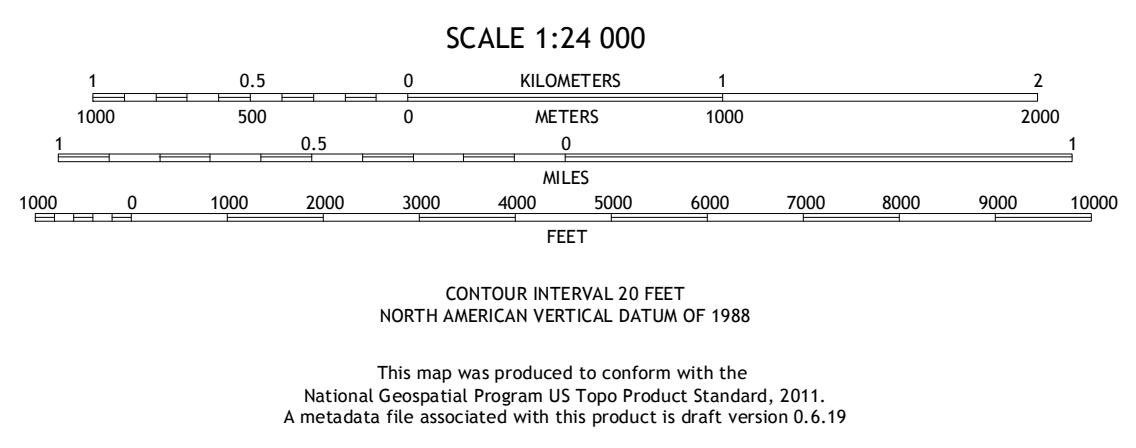 SCALE 1:24 000
1 0.5 0 KILOMETERS 1 2
1000 500 0 METERS 1000 2000
1 0.5 0 1
MILES
1000 0 1000 2000 3000 4000 5000 6000 7000 8000 9000 10000
FEET
CONTOUR INTERVAL 20 FEET
NORTH AMERICAN VERTICAL DATUM OF 1988
This map was produced to conform with the
National Geospatial Program US Topo Product Standard, 2011.
A metadata file associated with this product is draft version 0.6.19